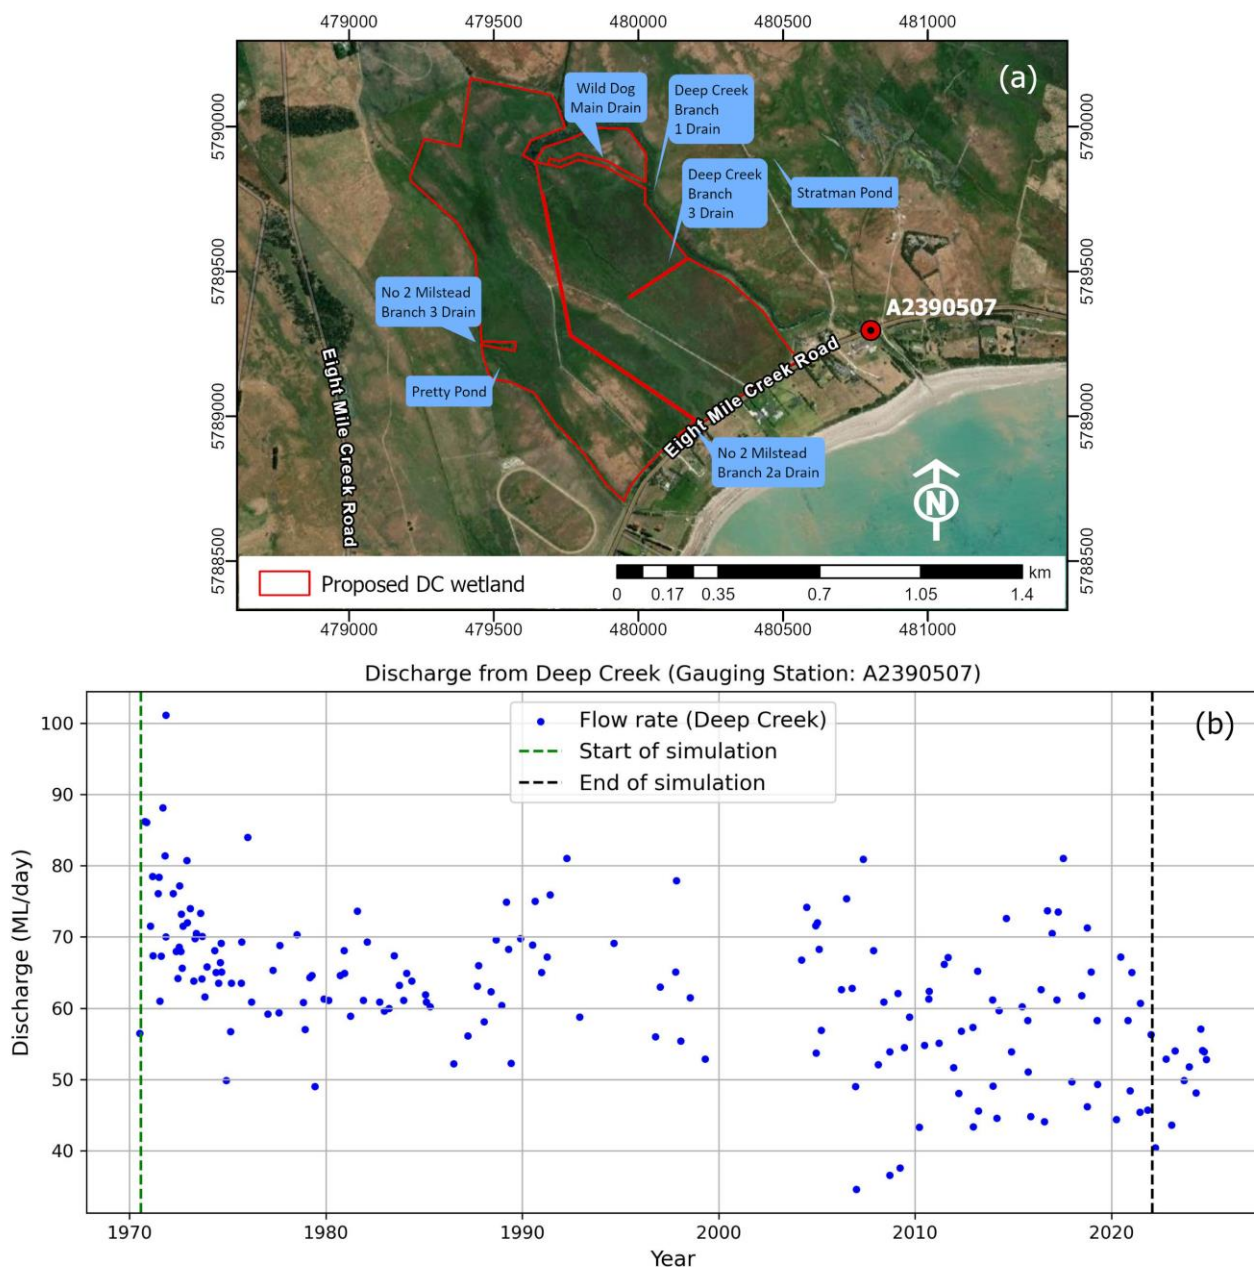 479000 479500 480000 480500 481000
(a)
Wild Dog
Main Drain
Deep Creek
Branch
1 Drain
Deep Creek
Branch
3 Drain
Stratman Pond
No 2 Milstead
Branch 3 Drain
Pretty Pond
A2390507
Eight Mile Creek Road
Eight Mile Creek Road
No 2 Milstead
Branch 2a Drain
N
5790000
5789500
5789000
5788500
5790000
5789500
5789000
5788500
Proposed DC wetland
km
0 0.17 0.35 0.7 1.05 1.4
479000 479500 480000 480500 481000
Discharge from Deep Creek (Gauging Station: A2390507)
(b)
Flow rate (Deep Creek)
Start of simulation
End of simulation
Discharge (ML/day)
100
90
80
70
60
50
40
1970 1980 1990 2000 2010 2020
Year